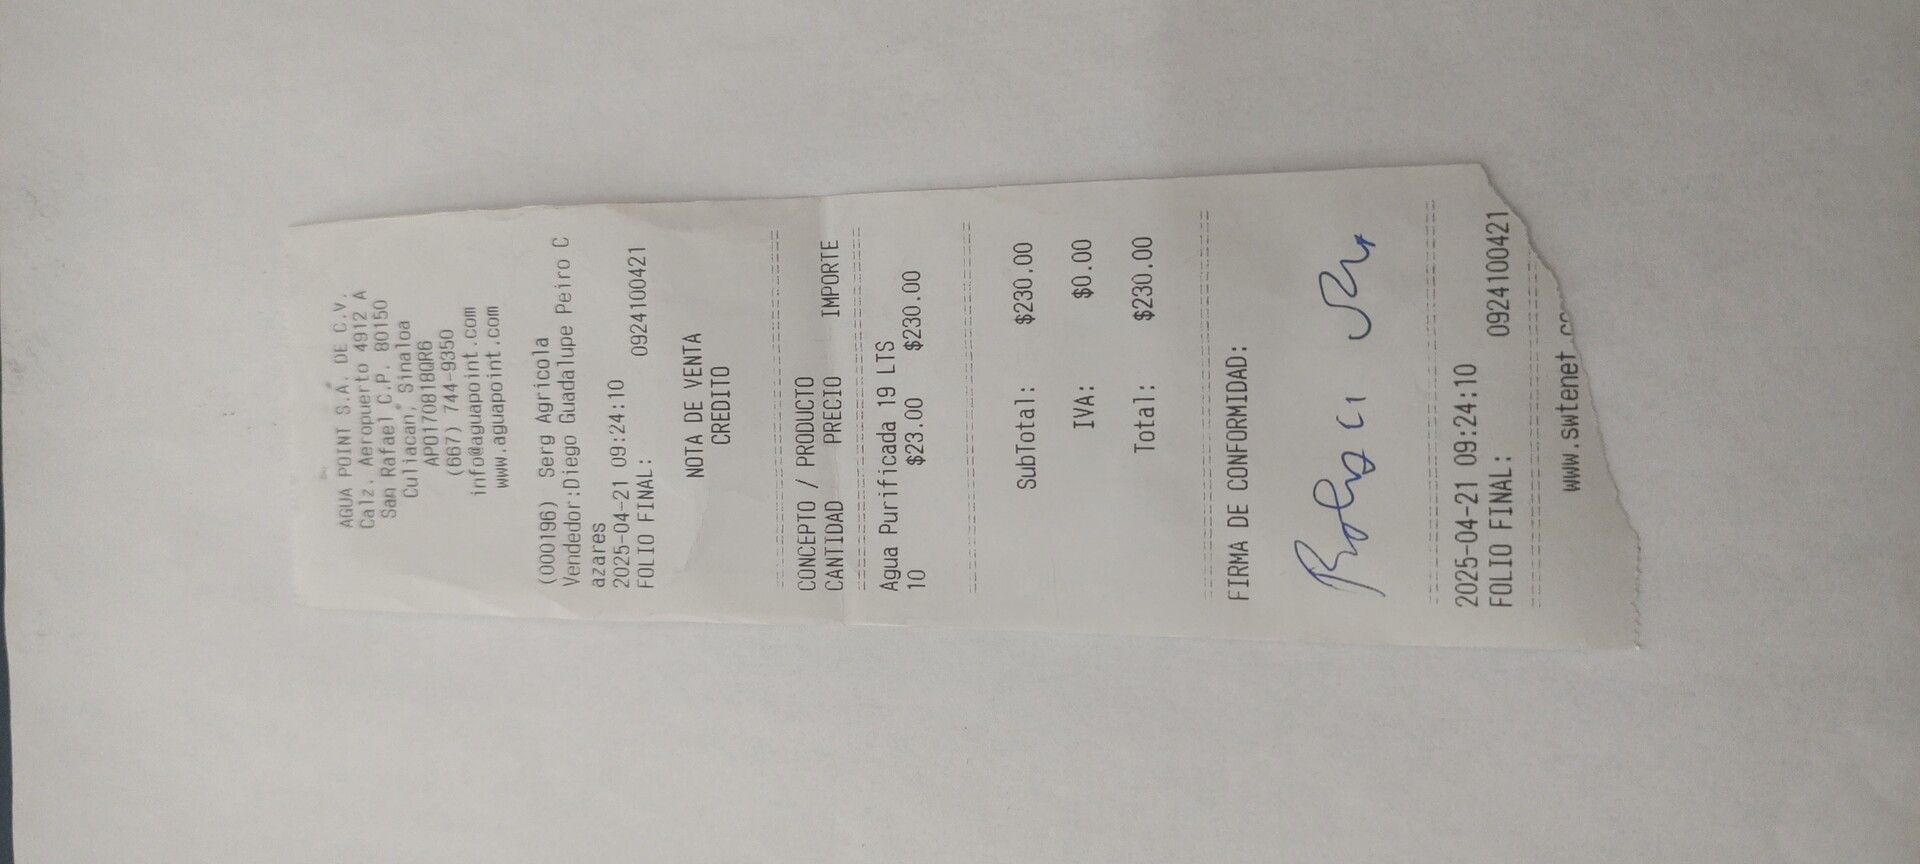 AGUA POINT S.A. DE C.V.
Calz. Aeropuerto 4912 A
San Rafael C.P. 80150
Culiacan, Sinaloa
APO170818QR6
(667) 744-9350
info@aguapoint.com
www.aguapoint.com
(000196) Serg Agricola
Vendedor:Diego Guadalupe Peiro C
azares
2025-04-21 09:24:10
FOLIO FINAL: 0924100421
NOTA DE VENTA
CREDITO
CONCEPTO / PRODUCTO
CANTIDAD PRECIO IMPORTE
Agua Purificada 19 LTS
10 $23.00 $230.00
SubTotal: $230.00
IVA: $0.00
Total: $230.00
FIRMA DE CONFORMIDAD:
2025-04-21 09:24:10
FOLIO FINAL: 0924100421
www.swtenet.co